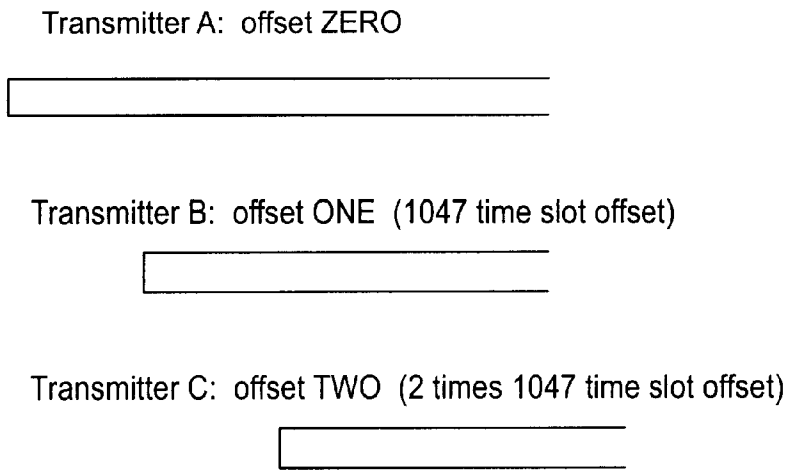 Transmitter A: offset ZERO
Transmitter B: offset ONE (1047 time slot offset)
Transmitter C: offset TWO (2 times 1047 time slot offset)